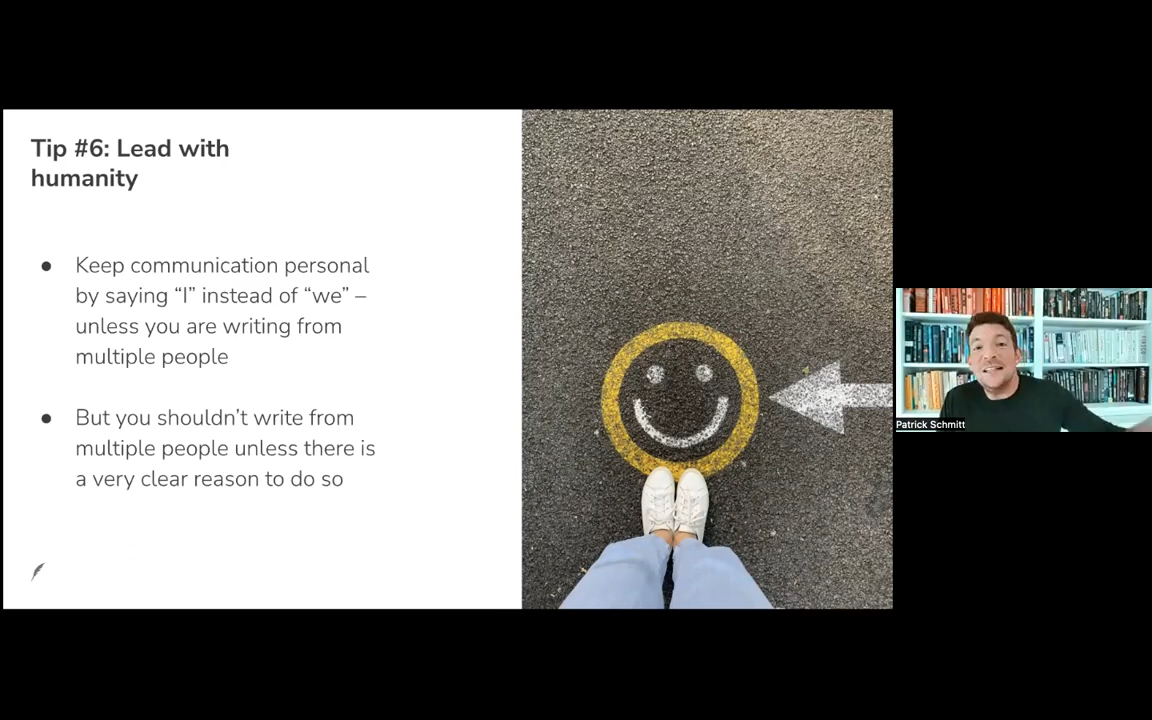 Tip #6: Lead with
humanity
● Keep communication personal
by saying “I” instead of “we” –
unless you are writing from
multiple people
● But you shouldn’t write from
multiple people unless there is
a very clear reason to do so
Patrick Schmitt